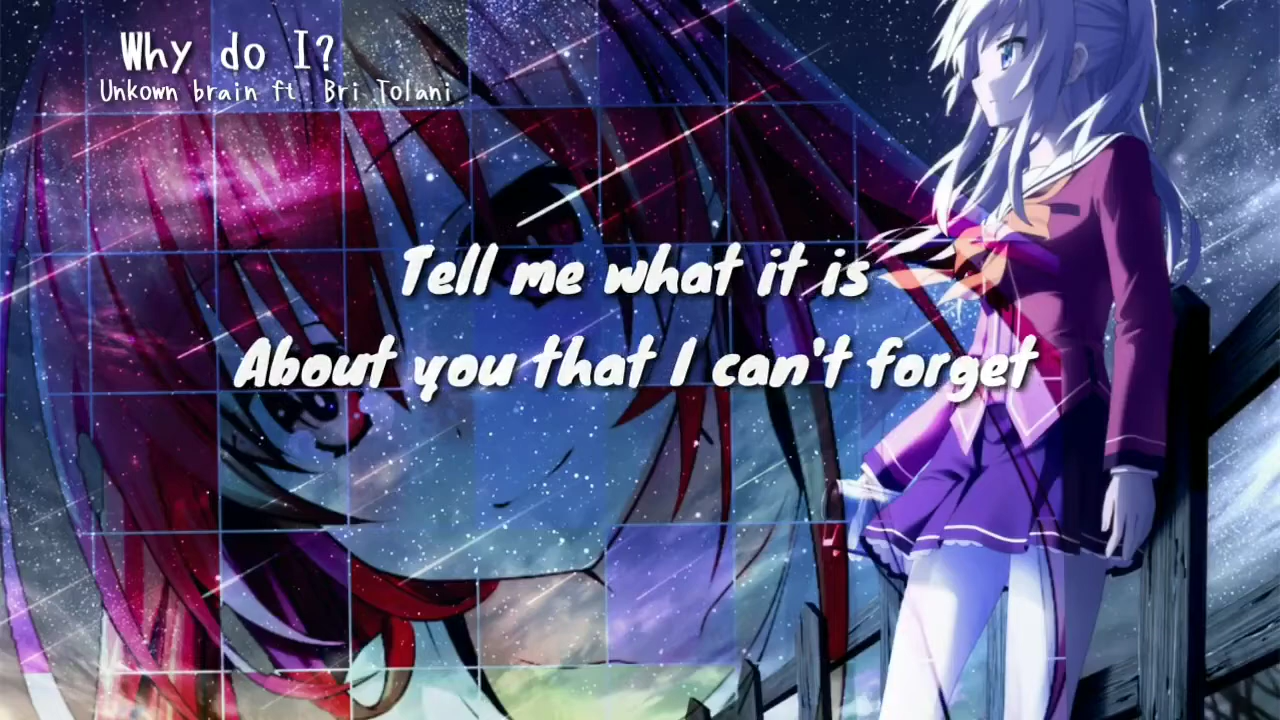 Why do I?
Unkown brain ft. Bri Tolani
Tell me what it is
About you that I can't forget